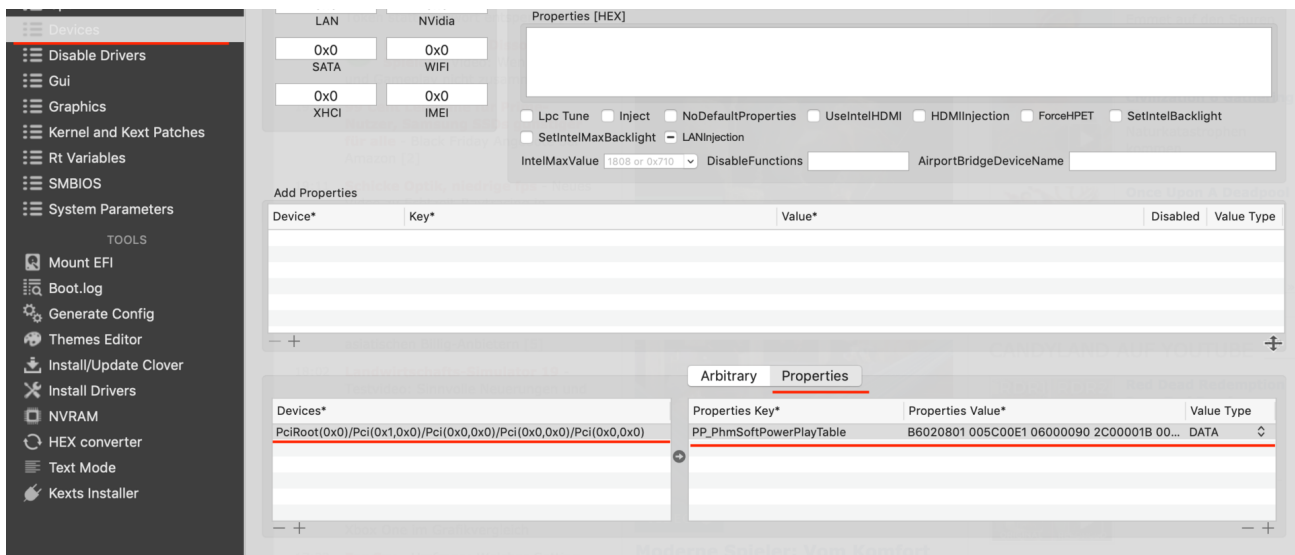 Devices
Disable Drivers
Gui
Graphics
Kernel and Kext Patches
Rt Variables
SMBIOS
System Parameters
TOOLS
Mount EFI
Boot.log
Generate Config
Themes Editor
Install/Update Clover
Install Drivers
NVRAM
HEX converter
Text Mode
Kexts Installer
LAN NVidia
0x0 0x0
SATA WIFI
0x0 0x0
XHCI IMEI
Properties [HEX]
Lpc Tune Inject NoDefaultProperties UseIntelHDMI HDMIInjection ForceHPET SetIntelBacklight
SetIntelMaxBacklight LANInjection
IntelMaxValue 1808 or 0x710 DisableFunctions AirportBridgeDeviceName
Add Properties
Device* Key* Value* Disabled Value Type
Arbitrary Properties
Devices*
PciRoot(0x0)/Pci(0x1,0x0)/Pci(0x0,0x0)/Pci(0x0,0x0)/Pci(0x0,0x0)
Properties Key* Properties Value* Value Type
PP_PhmSoftPowerPlayTable B6020801 005C00E1 06000090 2C00001B 00... DATA